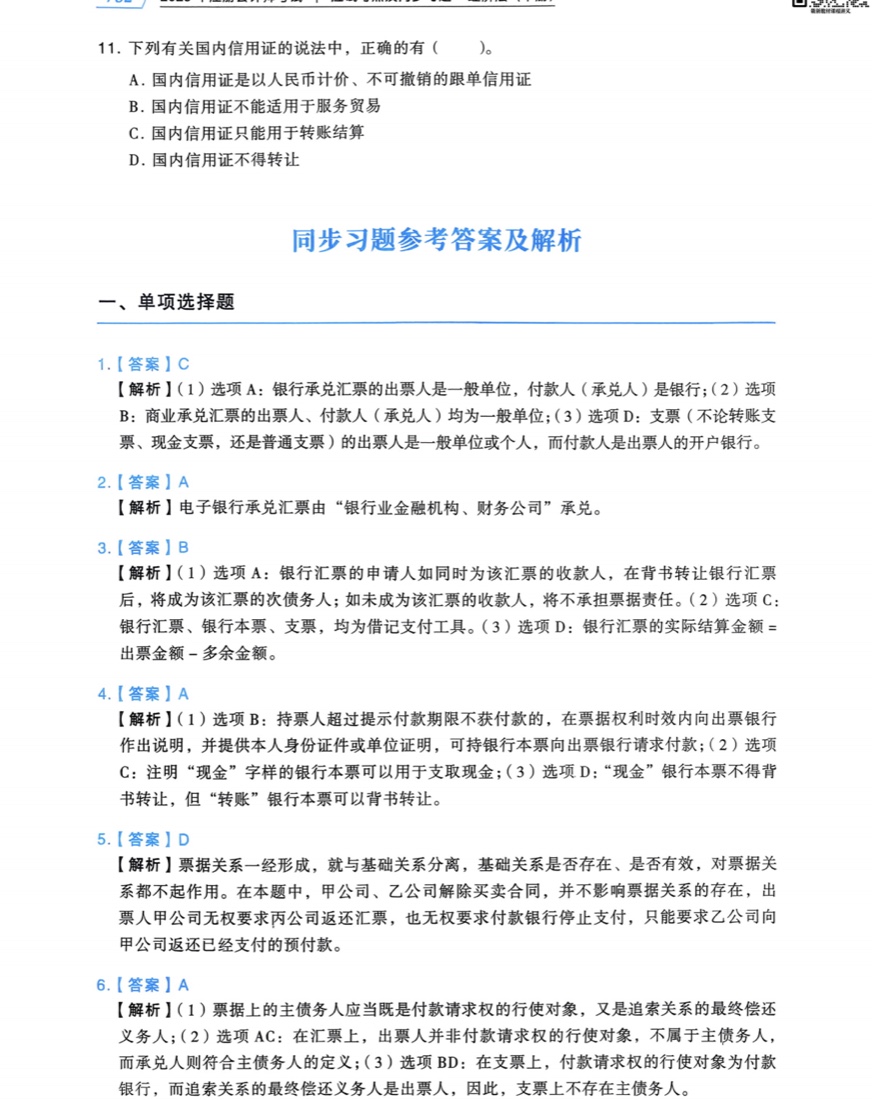 11. 下列有关国内信用证的说法中，正确的有（　　）。
A. 国内信用证是以人民币计价、不可撤销的跟单信用证
B. 国内信用证不能适用于服务贸易
C. 国内信用证只能用于转账结算
D. 国内信用证不得转让
同步习题参考答案及解析
一、单项选择题
1.【答案】C
【解析】（1）选项 A：银行承兑汇票的出票人是一般单位，付款人（承兑人）是银行；（2）选项
B：商业承兑汇票的出票人、付款人（承兑人）均为一般单位；（3）选项 D：支票（不论转账支
票、现金支票，还是普通支票）的出票人是一般单位或个人，而付款人是出票人的开户银行。
2.【答案】A
【解析】电子银行承兑汇票由“银行业金融机构、财务公司”承兑。
3.【答案】B
【解析】（1）选项 A：银行汇票的申请人如同时为该汇票的收款人，在背书转让银行汇票
后，将成为该汇票的次债务人；如未成为该汇票的收款人，将不承担票据责任。（2）选项 C：
银行汇票、银行本票、支票，均为借记支付工具。（3）选项 D：银行汇票的实际结算金额 =
出票金额 – 多余金额。
4.【答案】A
【解析】（1）选项 B：持票人超过提示付款期限不获付款的，在票据权利时效内向出票银行
作出说明，并提供本人身份证件或单位证明，可持银行本票向出票银行请求付款；（2）选项
C：注明“现金”字样的银行本票可以用于支取现金；（3）选项 D：“现金”银行本票不得背
书转让，但“转账”银行本票可以背书转让。
5.【答案】D
【解析】票据关系一经形成，就与基础关系分离，基础关系是否存在、是否有效，对票据关
系都不起作用。在本题中，甲公司、乙公司解除买卖合同，并不影响票据关系的存在，出
票人甲公司无权要求丙公司返还汇票，也无权要求付款银行停止支付，只能要求乙公司向
甲公司返还已经支付的预付款。
6.【答案】A
【解析】（1）票据上的主债务人应当既是付款请求权的行使对象，又是追索关系的最终偿还
义务人；（2）选项 AC：在汇票上，出票人并非付款请求权的行使对象，不属于主债务人，
而承兑人则符合主债务人的定义；（3）选项 BD：在支票上，付款请求权的行使对象为付款
银行，而追索关系的最终偿还义务人是出票人，因此，支票上不存在主债务人。